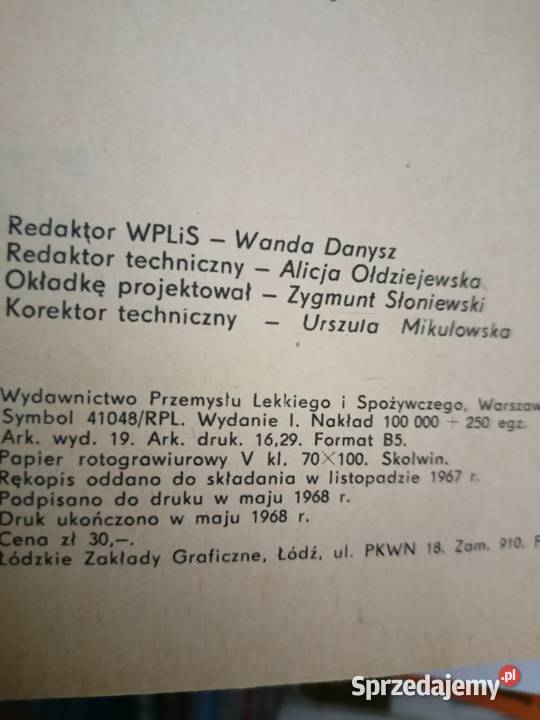 Redaktor WPLiS – Wanda Danysz
Redaktor techniczny – Alicja Ołdziejewska
Okładkę projektował – Zygmunt Słoniewski
Korektor techniczny – Urszula Mikułowska
Wydawnictwo Przemysłu Lekkiego i Spożywczego, Warszaw
Symbol 41048/RPL. Wydanie I. Nakład 100 000 + 250 egz.
Ark. wyd. 19. Ark. druk. 16,29. Format B5.
Papier rotograwiurowy V kl. 70×100. Skolwin.
Rękopis oddano do składania w listopadzie 1967 r.
Podpisano do druku w maju 1968 r.
Druk ukończono w maju 1968 r.
Cena zł 30,–.
Łódzkie Zakłady Graficzne, Łódź, ul. PKWN 18. Zam. 910.
Sprzedajemy.pl